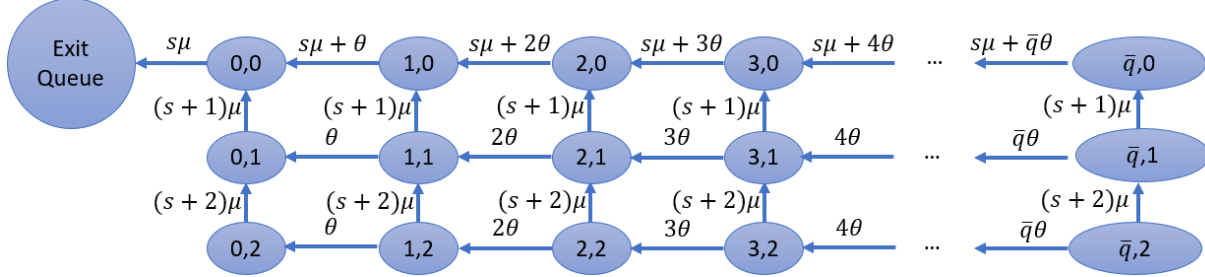 Exit Queue
sμ sμ + θ sμ + 2θ sμ + 3θ sμ + 4θ sμ + q̅θ
0,0 1,0 2,0 3,0 ... q̅,0
(s + 1)μ (s + 1)μ (s + 1)μ (s + 1)μ (s + 1)μ
θ 2θ 3θ 4θ q̅θ
0,1 1,1 2,1 3,1 ... q̅,1
(s + 2)μ (s + 2)μ (s + 2)μ (s + 2)μ (s + 2)μ
θ 2θ 3θ 4θ q̅θ
0,2 1,2 2,2 3,2 ... q̅,2